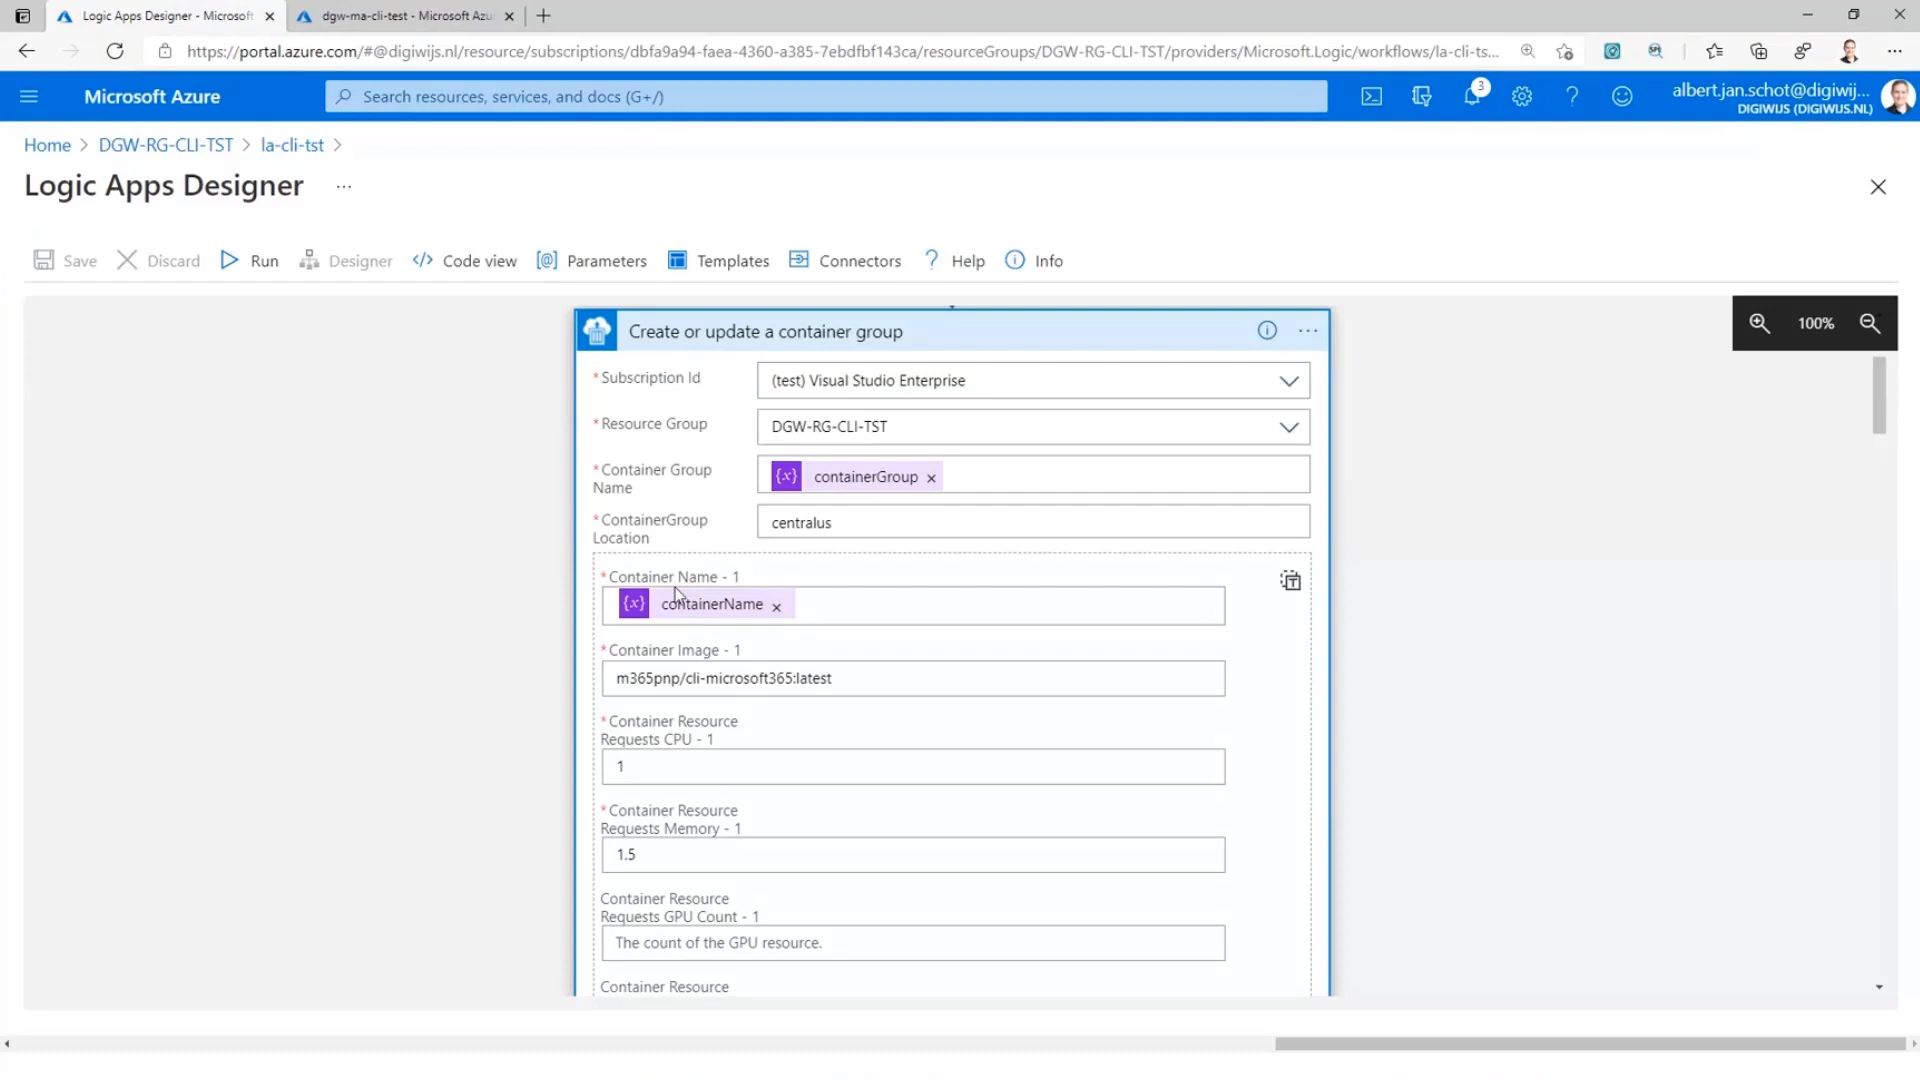 Logic Apps Designer - Microsoft
dgw-ma-cli-test - Microsoft Azu
https://portal.azure.com/#@digiwijs.nl/resource/subscriptions/dbfa9a94-faea-4360-a385-7ebdfbf143ca/resourceGroups/DGW-RG-CLI-TST/providers/Microsoft.Logic/workflows/la-cli-ts...
Microsoft Azure
Search resources, services, and docs (G+/)
3
albert.jan.schot@digiwij...
DIGIWIJS (DIGIWIJS.NL)
Home > DGW-RG-CLI-TST > la-cli-tst >
Logic Apps Designer ...
Save Discard Run Designer Code view Parameters Templates Connectors Help Info
Create or update a container group
100%
*Subscription Id
(test) Visual Studio Enterprise
*Resource Group
DGW-RG-CLI-TST
*Container Group
Name
{x} containerGroup ×
*ContainerGroup
Location
centralus
*Container Name - 1
{x} containerName ×
*Container Image - 1
m365pnp/cli-microsoft365:latest
*Container Resource
Requests CPU - 1
1
*Container Resource
Requests Memory - 1
1.5
Container Resource
Requests GPU Count - 1
The count of the GPU resource.
Container Resource